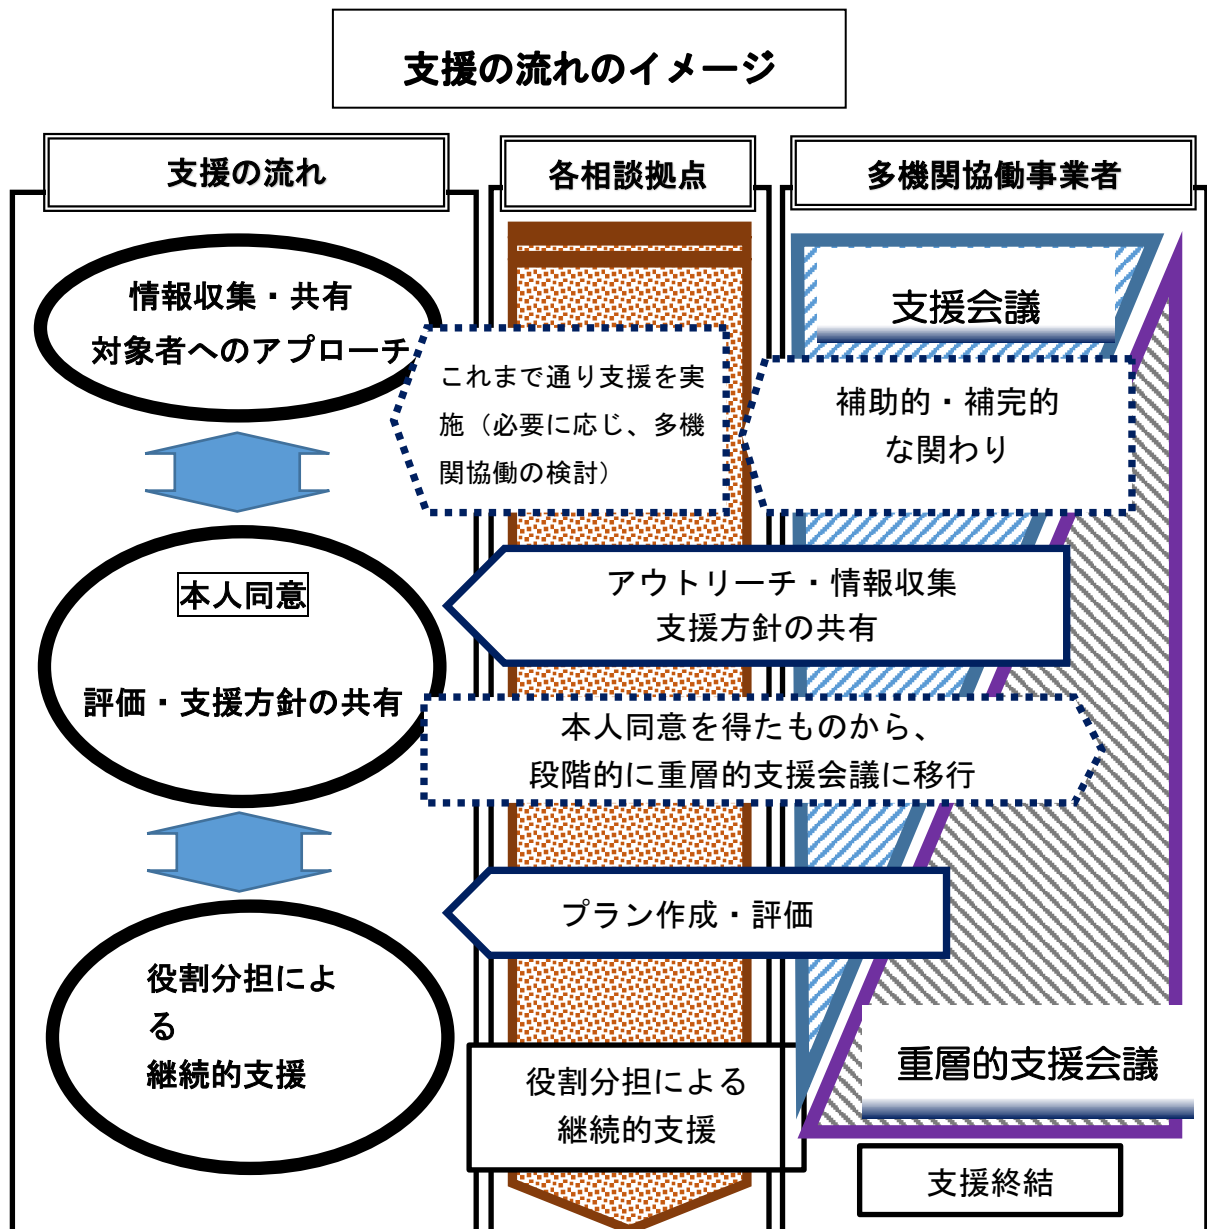 支援の流れのイメージ
支援の流れ
各相談拠点
多機関協働事業者
情報収集・共有
対象者へのアプローチ
支援会議
これまで通り支援を実
施（必要に応じ、多機
関協働の検討）
補助的・補完的
な関わり
アウトリーチ・情報収集
支援方針の共有
本人同意
評価・支援方針の共有
本人同意を得たものから、
段階的に重層的支援会議に移行
プラン作成・評価
役割分担によ
る
継続的支援
役割分担による
継続的支援
重層的支援会議
支援終結